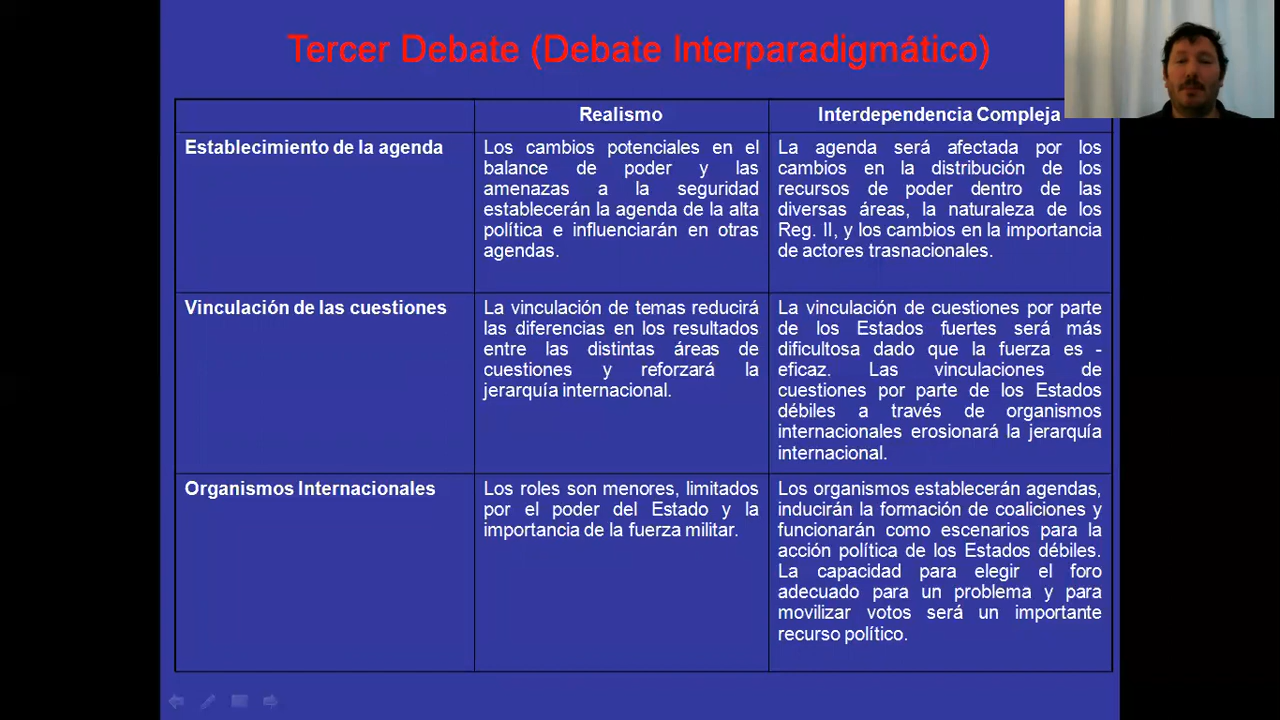 Tercer Debate (Debate Interparadigmático)
Realismo
Interdependencia Compleja
Establecimiento de la agenda
Los cambios potenciales en el
balance de poder y las
amenazas a la seguridad
establecerán la agenda de la alta
política e influenciarán en otras
agendas.
La agenda será afectada por los
cambios en la distribución de los
recursos de poder dentro de las
diversas áreas, la naturaleza de los
Reg. II, y los cambios en la importancia
de actores trasnacionales.
Vinculación de las cuestiones
La vinculación de temas reducirá
las diferencias en los resultados
entre las distintas áreas de
cuestiones y reforzará la
jerarquía internacional.
La vinculación de cuestiones por parte
de los Estados fuertes será más
dificultosa dado que la fuerza es -
eficaz. Las vinculaciones de
cuestiones por parte de los Estados
débiles a través de organismos
internacionales erosionará la jerarquía
internacional.
Organismos Internacionales
Los roles son menores, limitados
por el poder del Estado y la
importancia de la fuerza militar.
Los organismos establecerán agendas,
inducirán la formación de coaliciones y
funcionarán como escenarios para la
acción política de los Estados débiles.
La capacidad para elegir el foro
adecuado para un problema y para
movilizar votos será un importante
recurso político.